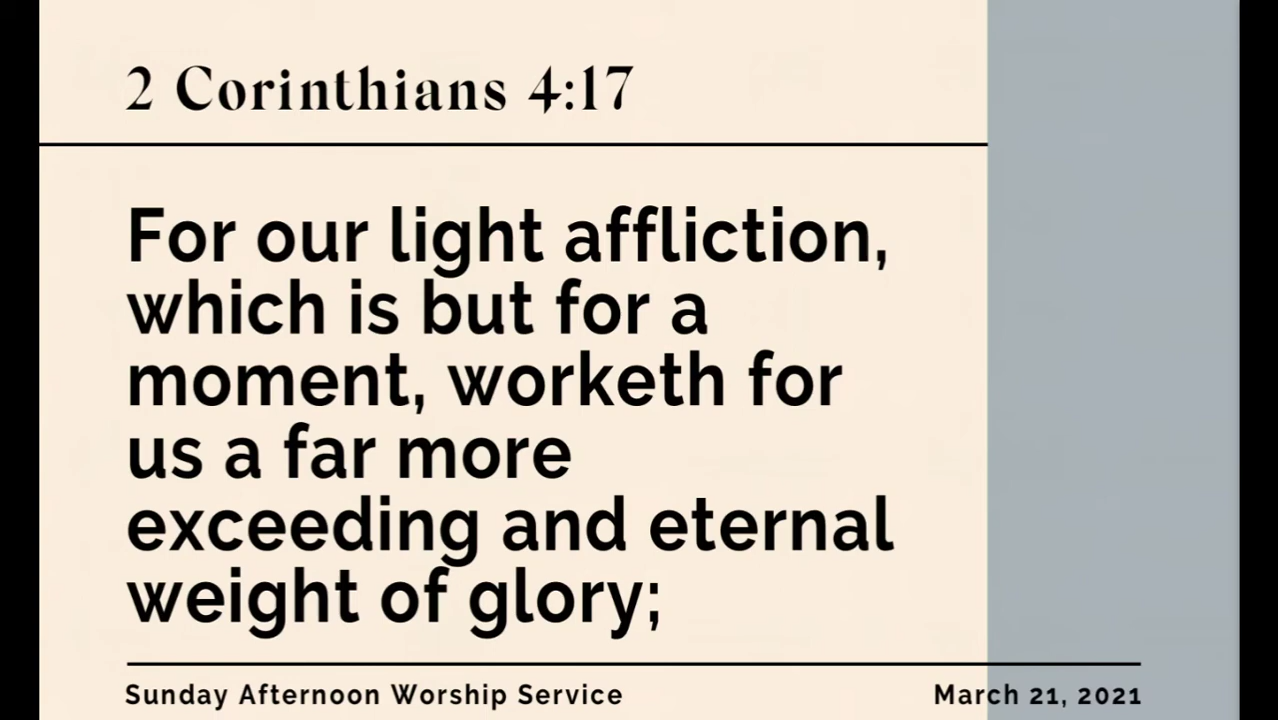 2 Corinthians 4:17
For our light affliction,
which is but for a
moment, worketh for
us a far more
exceeding and eternal
weight of glory;
Sunday Afternoon Worship Service
March 21, 2021